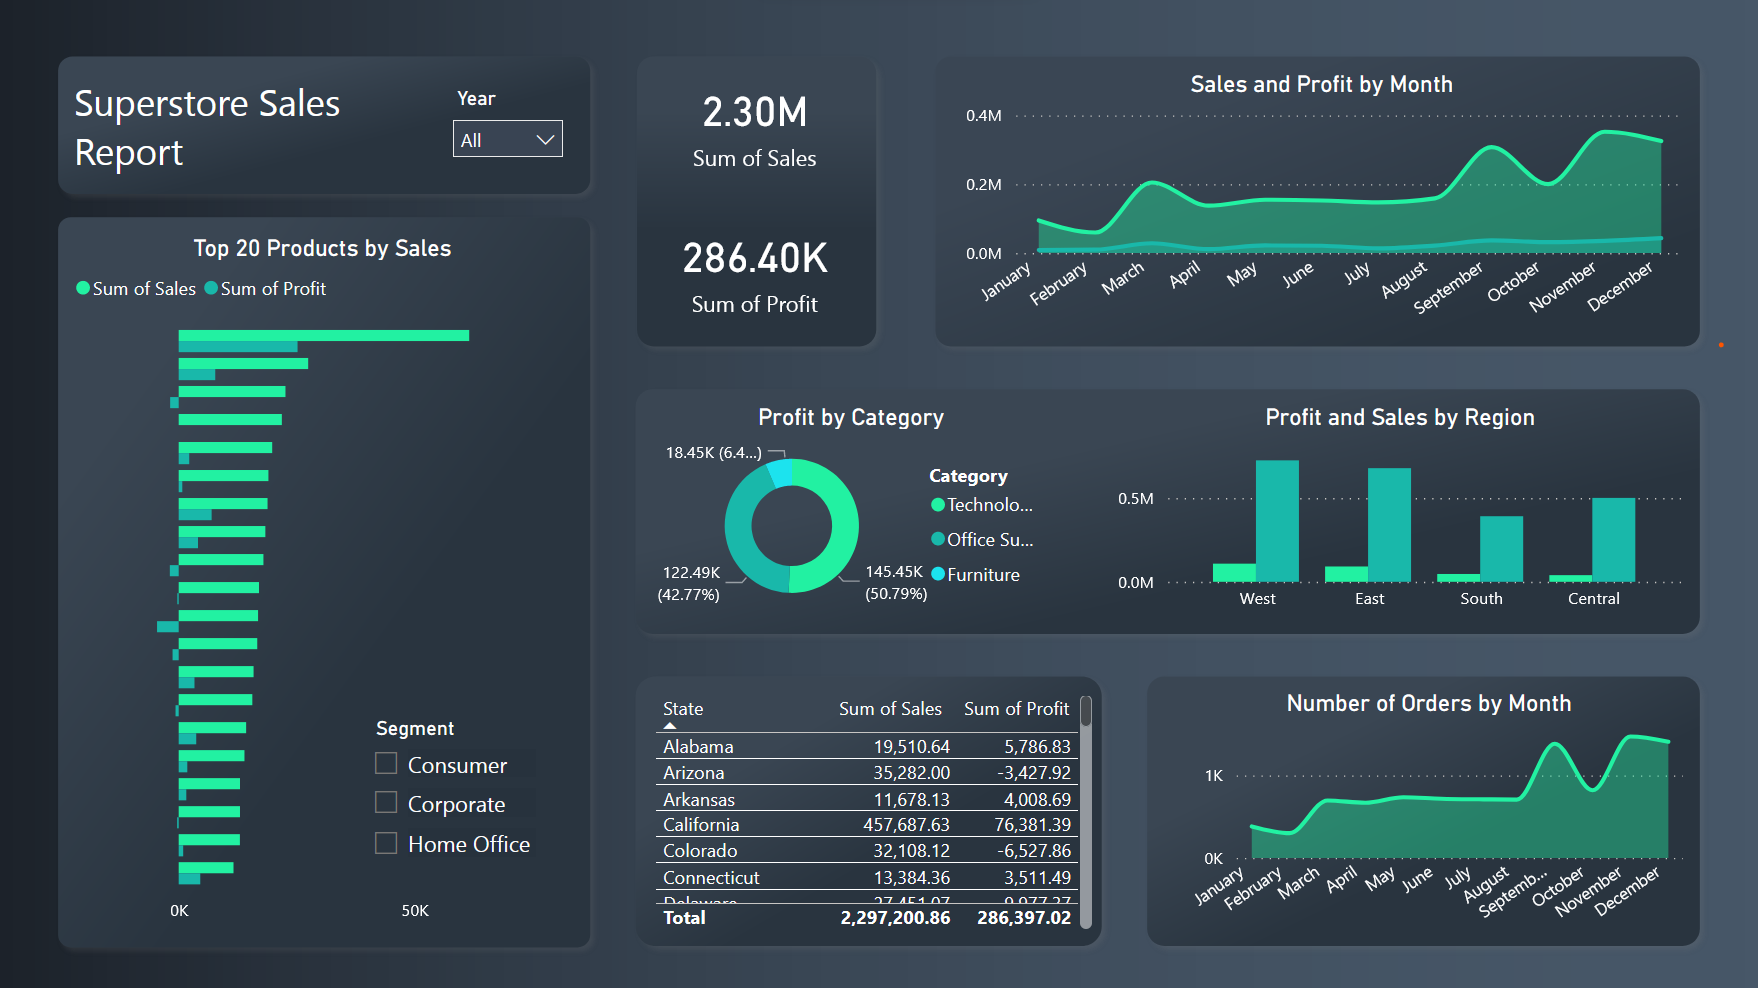 Superstore Sales
Report
Year
All
2.30M
Sum of Sales
286.40K
Sum of Profit
Sales and Profit by Month
0.4M
0.2M
0.0M
January
February
March
April
May
June
July
August
September
October
November
December
Top 20 Products by Sales
Sum of Sales
Sum of Profit
0K
50K
Segment
Consumer
Corporate
Home Office
Profit by Category
18.45K (6.4...)
122.49K
(42.77%)
145.45K
(50.79%)
Category
Technolo...
Office Su...
Furniture
Profit and Sales by Region
0.5M
0.0M
West
East
South
Central
State Sum of Sales Sum of Profit
Alabama 19,510.64 5,786.83
Arizona 35,282.00 -3,427.92
Arkansas 11,678.13 4,008.69
California 457,687.63 76,381.39
Colorado 32,108.12 -6,527.86
Connecticut 13,384.36 3,511.49
Delaware 27,451.07 9,977.37
Total 2,297,200.86 286,397.02
Number of Orders by Month
1K
0K
January
February
March
April
May
June
July
August
Septemb...
October
November
December